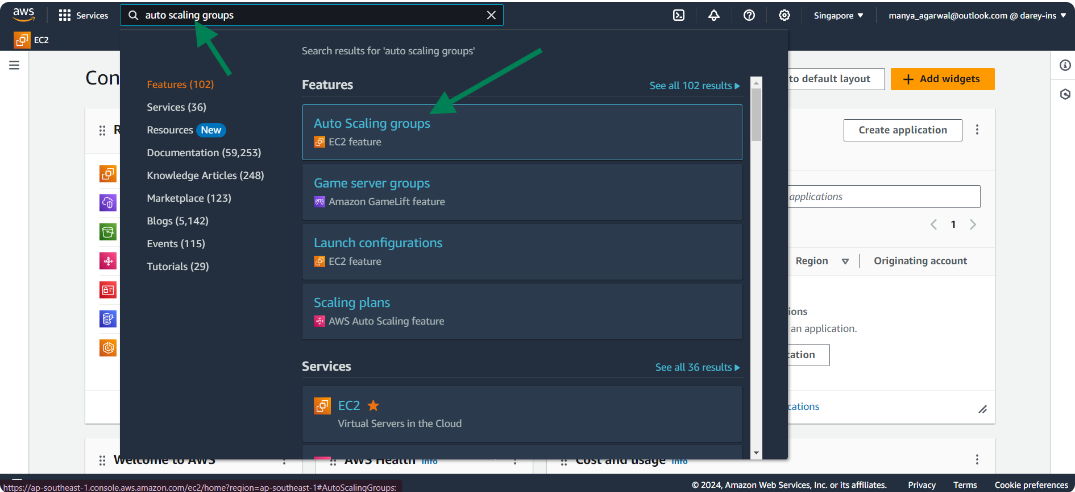 aws
Services
auto scaling groups
Singapore ▼
manya_agarwal@outlook.com @ darey-ins ▼
EC2
Search results for 'auto scaling groups'
Features (102)
Services (36)
Resources New
Documentation (59,253)
Knowledge Articles (248)
Marketplace (123)
Blogs (5,142)
Events (115)
Tutorials (29)
Features
See all 102 results ▶
Auto Scaling groups
EC2 feature
Game server groups
Amazon GameLift feature
Launch configurations
EC2 feature
Scaling plans
AWS Auto Scaling feature
Services
See all 36 results ▶
EC2
Virtual Servers in the Cloud
Con
R
to default layout
+ Add widgets
Create application
applications
1
Region
Originating account
ions
an application.
cation
cations
Welcome to AWS
AWS Health Info
Cost and usage Info
https://ap-southeast-1.console.aws.amazon.com/ec2/home?region=ap-southeast-1#AutoScalingGroups:
© 2024, Amazon Web Services, Inc. or its affiliates.
Privacy
Terms
Cookie preferences